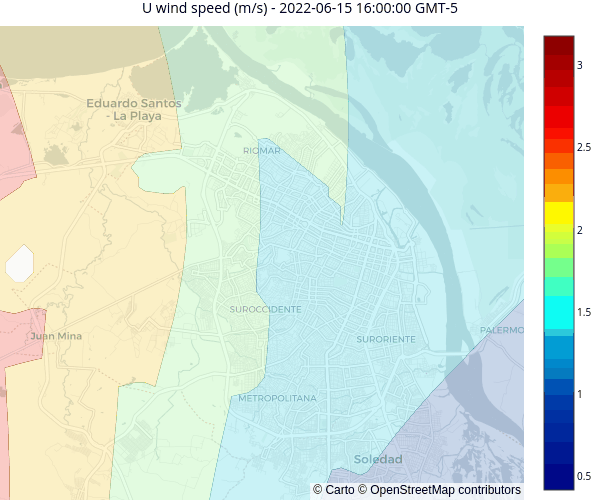 U wind speed (m/s) - 2022-06-15 16:00:00 GMT-5
Eduardo Santos
- La Playa
RIOMAR
SUROCCIDENTE
Juan Mina
SURORIENTE
PALERMO
METROPOLITANA
Soledad
© Carto © OpenStreetMap contributors
3
2.5
2
1.5
1
0.5